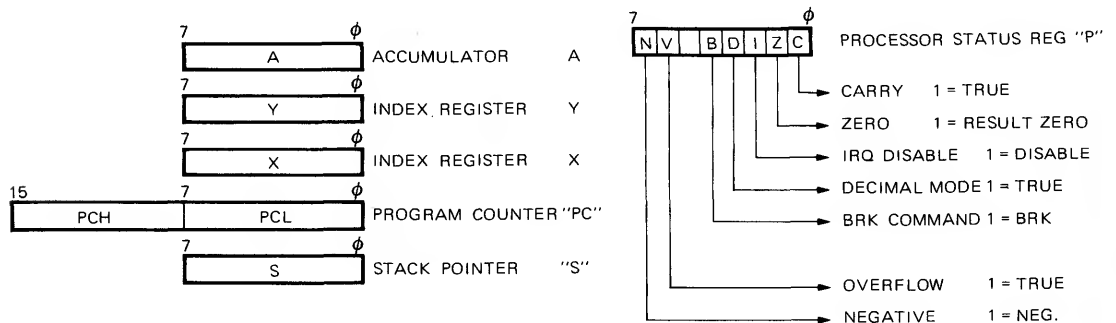 7 φ
A ACCUMULATOR A
7 φ
Y INDEX REGISTER Y
7 φ
X INDEX REGISTER X
15 7 φ
PCH PCL PROGRAM COUNTER "PC"
7 φ
S STACK POINTER "S"
7 φ
N V B D I Z C PROCESSOR STATUS REG "P"
CARRY 1 = TRUE
ZERO 1 = RESULT ZERO
IRQ DISABLE 1 = DISABLE
DECIMAL MODE 1 = TRUE
BRK COMMAND 1 = BRK
OVERFLOW 1 = TRUE
NEGATIVE 1 = NEG.